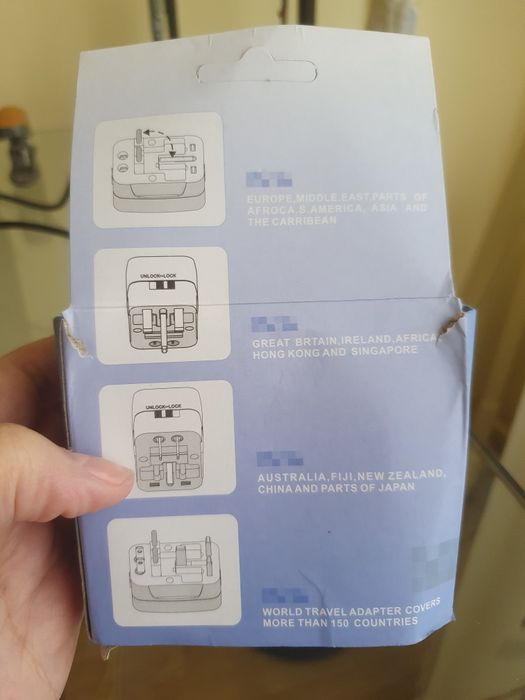 EUROPE,MIDDLE.EAST,PARTS OF
AFROCA.S.AMERICA, ASIA AND
THE CARRIBEAN
UNLOCK⇔LOCK
GREAT BRTAIN,IRELAND,AFRICA
HONG KONG AND SINGAPORE
UNLOCK⇔LOCK
AUSTRALIA,FIJI,NEW ZEALAND,
CHINA AND PARTS OF JAPAN
WORLD TRAVEL ADAPTER COVERS
MORE THAN 150 COUNTRIES